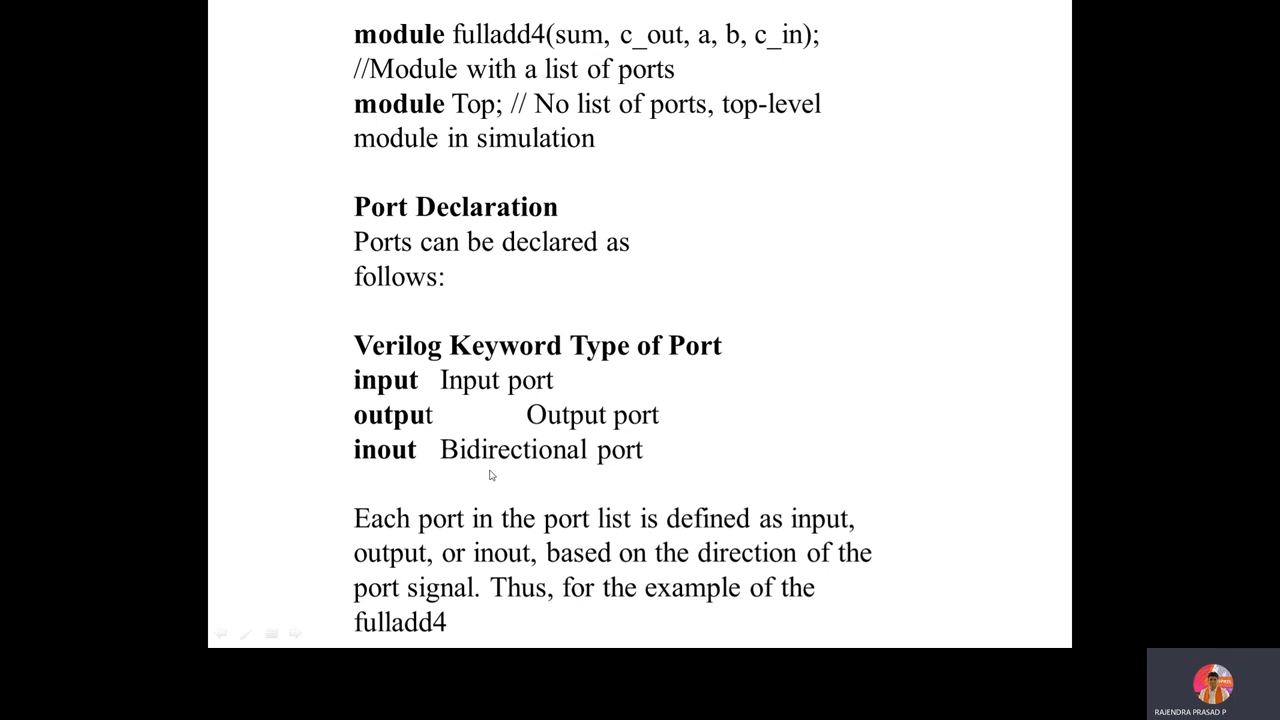 module fulladd4(sum, c_out, a, b, c_in);
//Module with a list of ports
module Top; // No list of ports, top-level
module in simulation
Port Declaration
Ports can be declared as
follows:
Verilog Keyword Type of Port
input Input port
output Output port
inout Bidirectional port
Each port in the port list is defined as input,
output, or inout, based on the direction of the
port signal. Thus, for the example of the
fulladd4
RAJENDRA PRASAD P